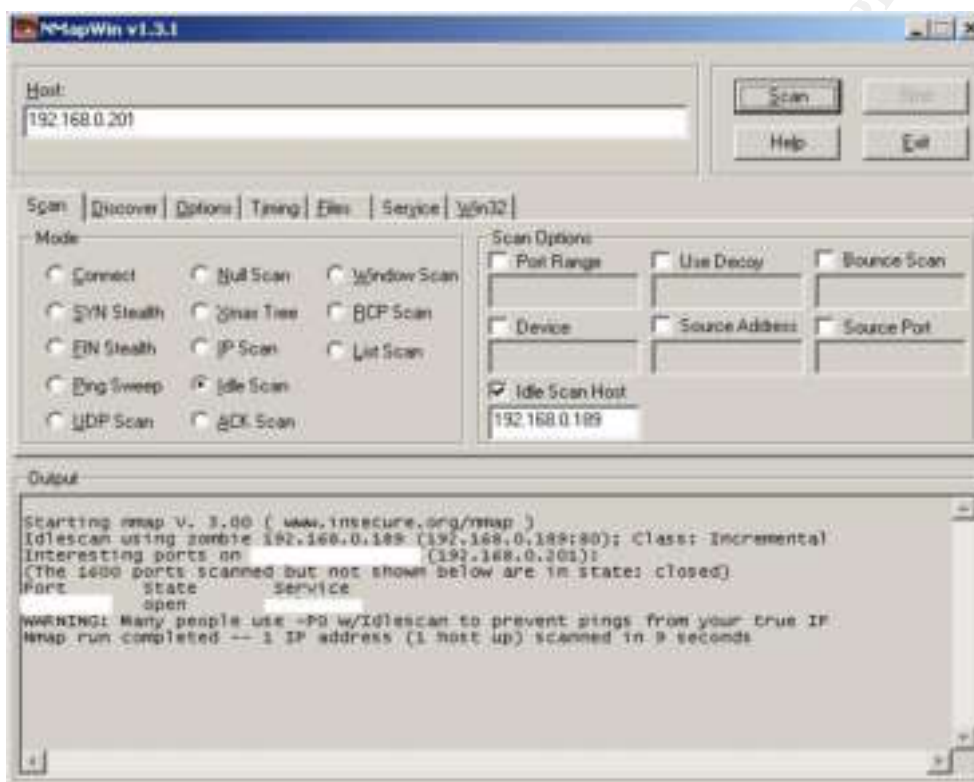 NMapWin v1.3.1
Host:
192.168.0.201
Scan
Help
Exit
Scan Discover Options Timing Files Service Win32
Mode
Connect Null Scan Window Scan
SYN Stealth Xmas Tree RCP Scan
FIN Stealth IP Scan List Scan
Ping Sweep Idle Scan
UDP Scan ACK Scan
Scan Options
Port Range Use Decoy Bounce Scan
Device Source Address Source Port
Idle Scan Host
192.168.0.189
Output
Starting nmap V. 3.00 ( www.insecure.org/nmap )
Idlescan using zombie 192.168.0.189 (192.168.0.189:80); Class: Incremental
Interesting ports on (192.168.0.201):
(The 1600 ports scanned but not shown below are in state: closed)
Port State Service
open
WARNING: Many people use -P0 w/Idlescan to prevent pings from your true IP
Nmap run completed -- 1 IP address (1 host up) scanned in 9 seconds